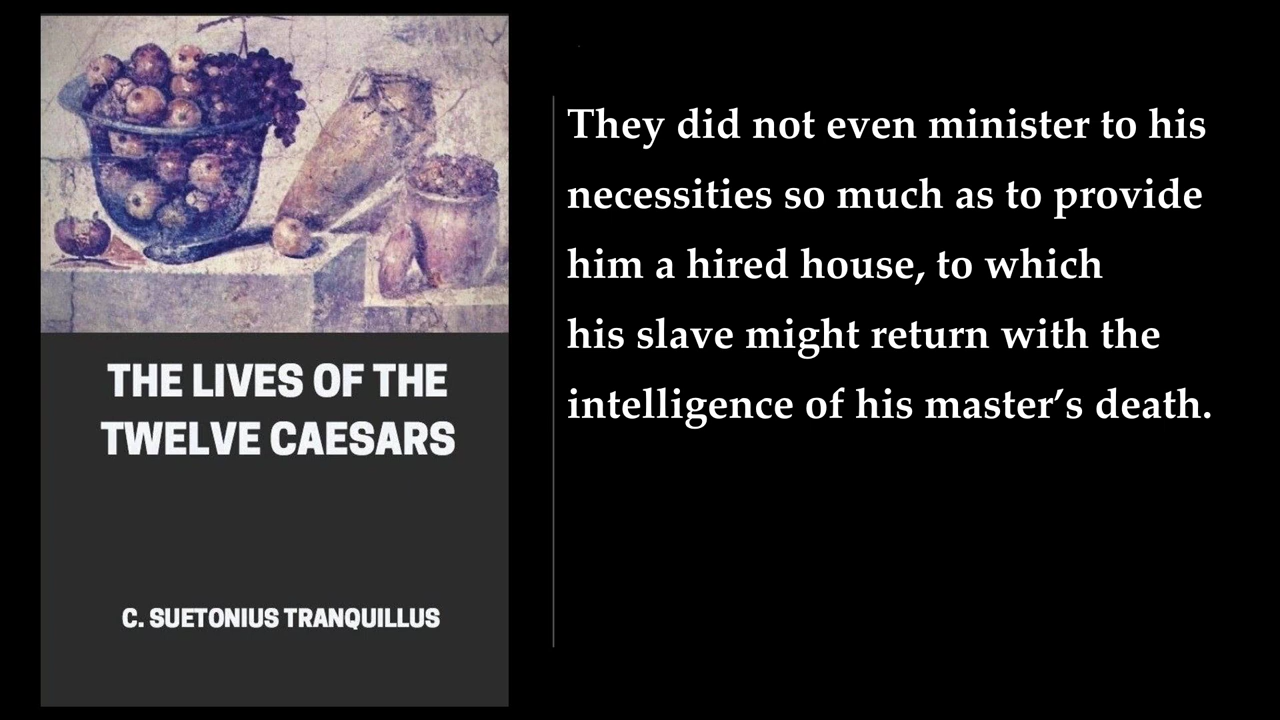 THE LIVES OF THE
TWELVE CAESARS
C. SUETONIUS TRANQUILLUS
They did not even minister to his
necessities so much as to provide
him a hired house, to which
his slave might return with the
intelligence of his master’s death.